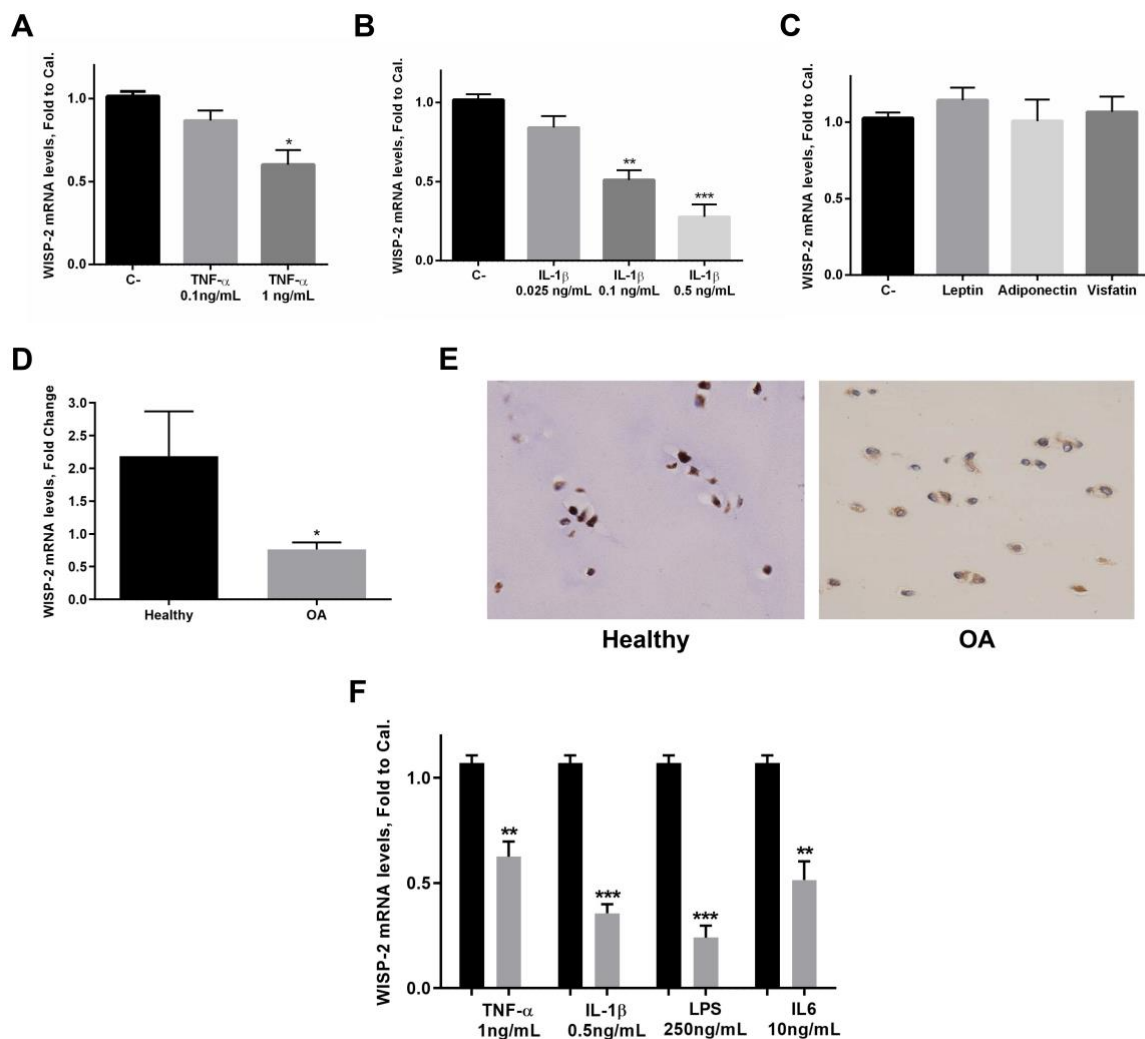 A
WISP-2 mRNA levels, Fold to Cal.
1.0
0.5
0.0
C-
TNF-α
0.1ng/mL
TNF-α
1 ng/mL
*
B
WISP-2 mRNA levels, Fold to Cal.
1.0
0.5
0.0
C-
IL-1β
0.025 ng/mL
IL-1β
0.1 ng/mL
IL-1β
0.5 ng/mL
**
***
C
WISP-2 mRNA levels, Fold to Cal.
1.0
0.5
0.0
C-
Leptin
Adiponectin
Visfatin
D
WISP-2 mRNA levels, Fold Change
3.0
2.5
2.0
1.5
1.0
0.5
0.0
*
Healthy
OA
E
Healthy
OA
F
WISP-2 mRNA levels, Fold to Cal.
1.0
0.5
0.0
**
***
***
**
TNF-α
1ng/mL
IL-1β
0.5ng/mL
LPS
250ng/mL
IL6
10ng/mL